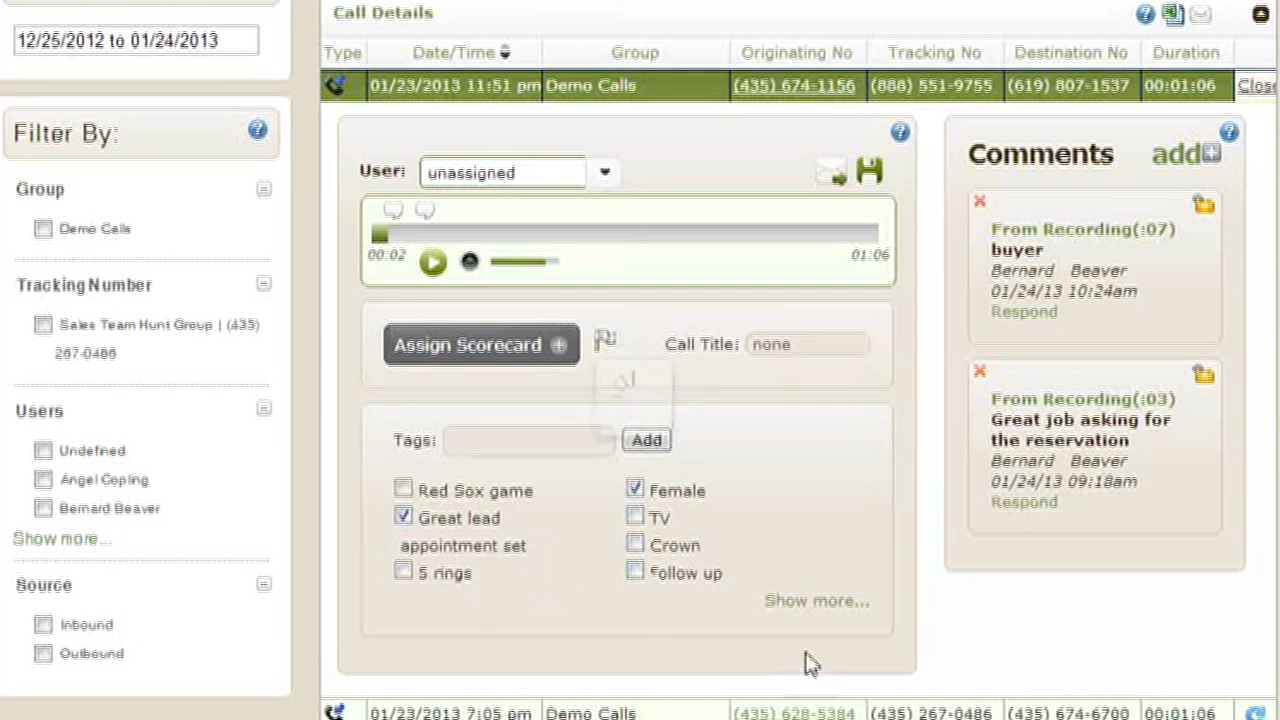 Call Details
12/25/2012 to 01/24/2013
Type Date/Time Group Originating No Tracking No Destination No Duration
01/23/2013 11:51 pm Demo Calls (435) 674-1156 (888) 551-9755 (619) 807-1537 00:01:06 Close
Filter By:
Group
Demo Calls
Tracking Number
Sales Team Hunt Group | (435)
267-0486
Users
Undefined
Angel Copling
Bernard Beaver
Show more...
Source
Inbound
Outbound
User: unassigned
00:02 01:06
Assign Scorecard Call Title: none
Tags: Add
Red Sox game Female
Great lead TV
appointment set Crown
5 rings Follow up
Show more...
Comments add
From Recording(:07)
buyer
Bernard Beaver
01/24/13 10:24am
Respond
From Recording(:03)
Great job asking for
the reservation
Bernard Beaver
01/24/13 09:18am
Respond
01/23/2013 7:05 pm Demo Calls (435) 628-5384 (435) 267-0486 (435) 674-6700 00:01:06